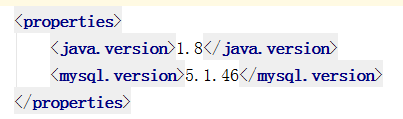 <properties>
<java.version>1.8</java.version>
<mysql.version>5.1.46</mysql.version>
</properties>